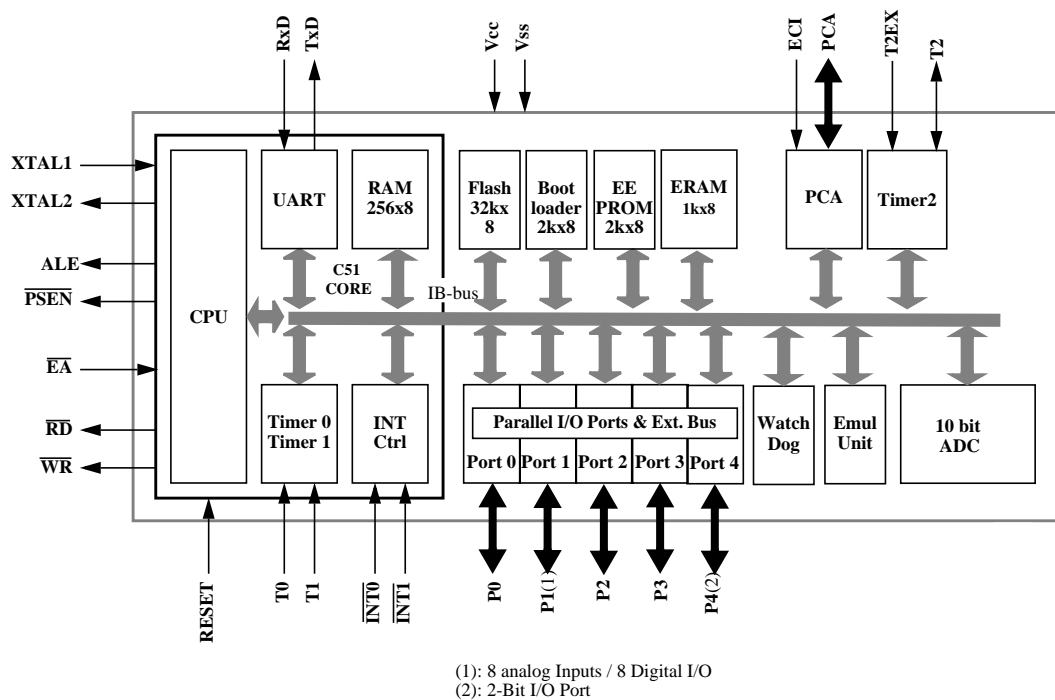 RxD
TxD
Vcc
Vss
ECI
PCA
T2EX
T2
XTAL1
XTAL2
ALE
PSEN
EA
RD
WR
CPU
UART
RAM
256x8
C51
CORE
IB-bus
Flash
32kx
8
Boot
loader
2kx8
EE
PROM
2kx8
ERAM
1kx8
PCA
Timer2
Timer 0
Timer 1
INT
Ctrl
Parallel I/O Ports & Ext. Bus
Port 0
Port 1
Port 2
Port 3
Port 4
Watch
Dog
Emul
Unit
10 bit
ADC
RESET
T0
T1
INT0
INT1
P0
P1(1)
P2
P3
P4(2)
(1): 8 analog Inputs / 8 Digital I/O
(2): 2-Bit I/O Port